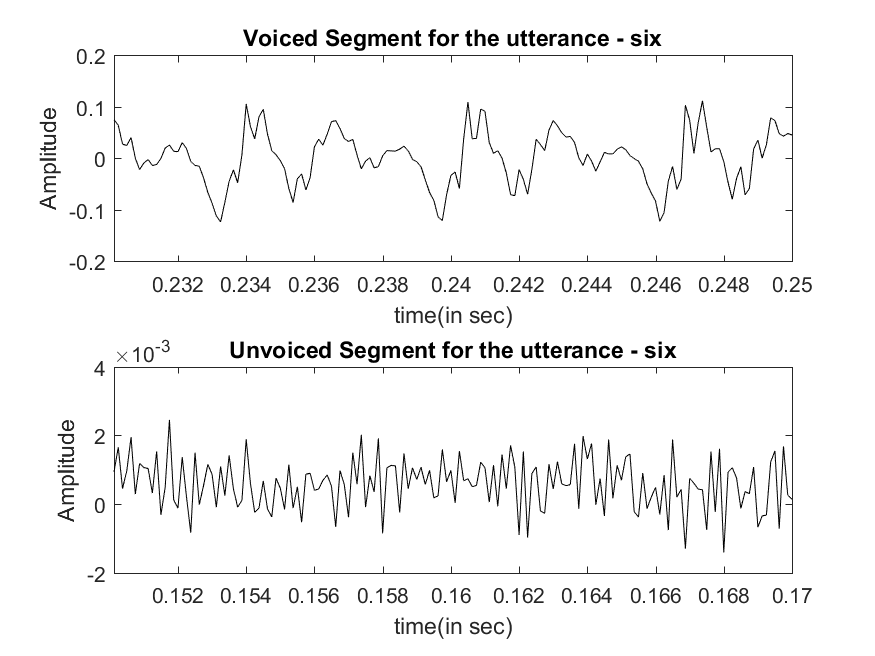 Voiced Segment for the utterance - six
0.2
0.1
0
-0.1
-0.2
Amplitude
0.232 0.234 0.236 0.238 0.24 0.242 0.244 0.246 0.248 0.25
time(in sec)
×10-3
Unvoiced Segment for the utterance - six
4
2
0
-2
Amplitude
0.152 0.154 0.156 0.158 0.16 0.162 0.164 0.166 0.168 0.17
time(in sec)